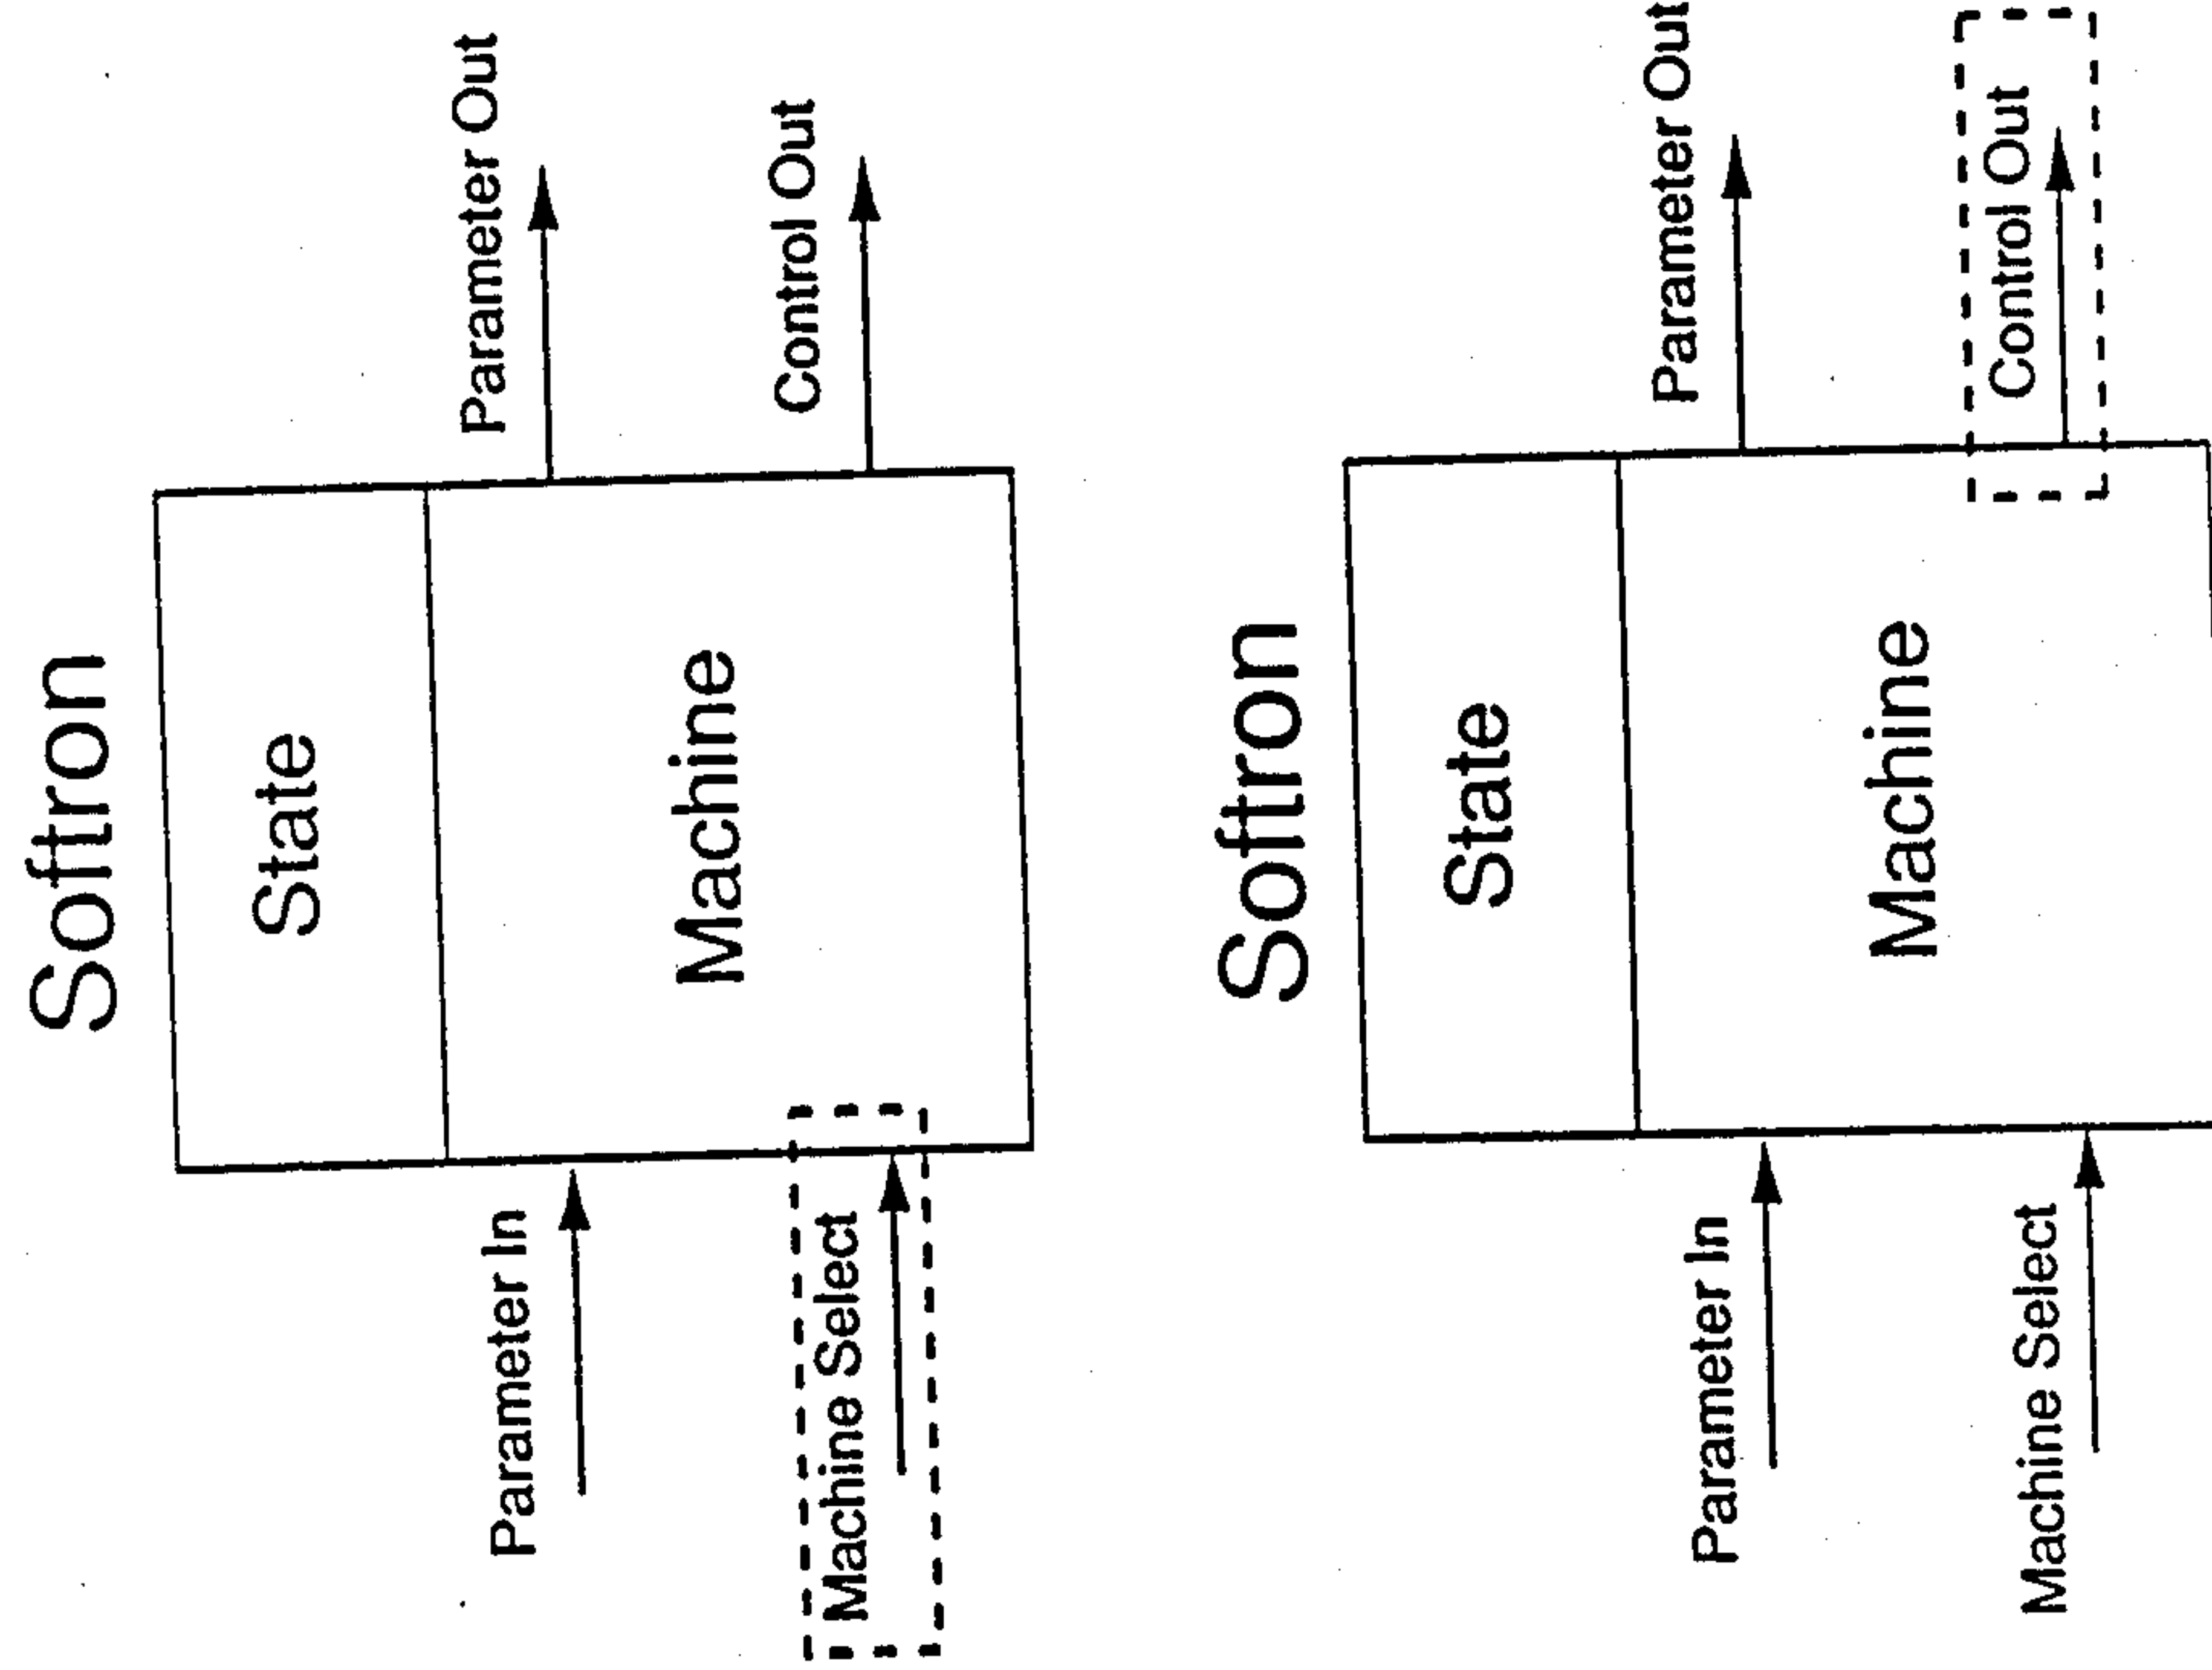 Softron
State
Parameter In
Parameter Out
Machine
Machine Select
Control Out
Softron
State
Parameter In
Parameter Out
Machine
Machine Select
Control Out